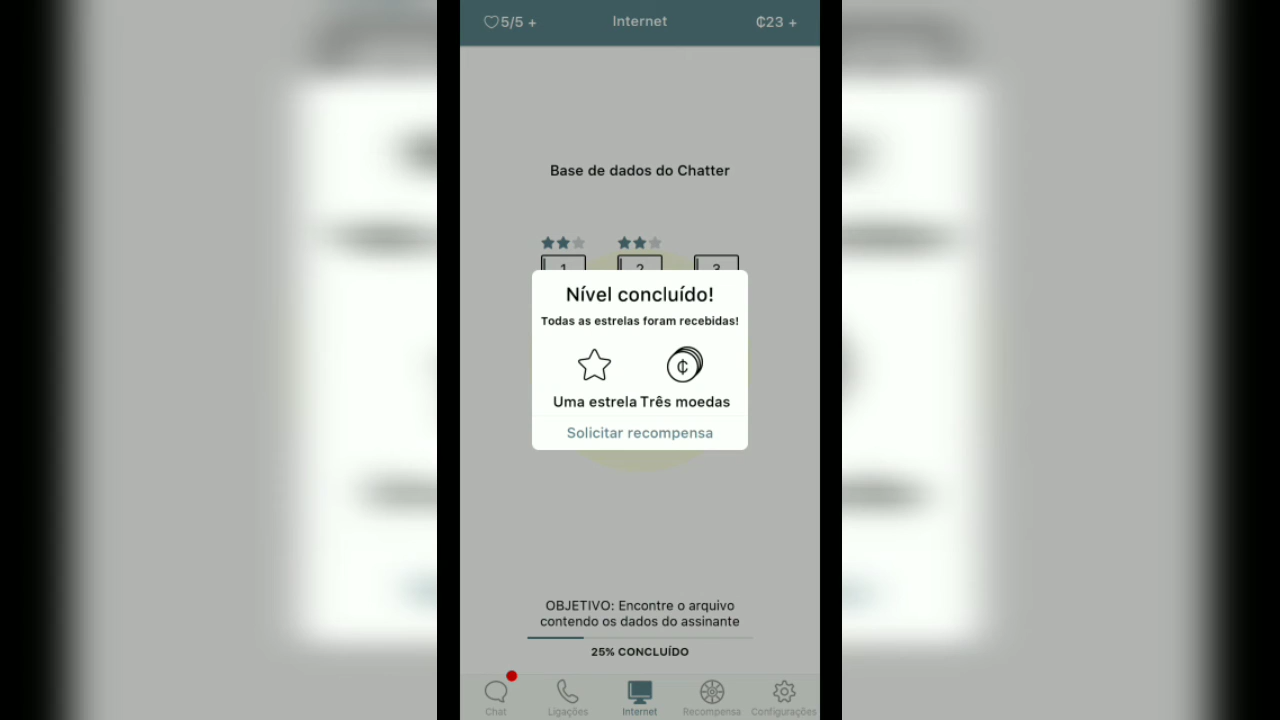 5/5 +
Internet
₵23 +
Base de dados do Chatter
1
2
3
Nível concluído!
Todas as estrelas foram recebidas!
₵
Uma estrela
Três moedas
Solicitar recompensa
OBJETIVO: Encontre o arquivo
contendo os dados do assinante
25% CONCLUÍDO
Chat
Ligações
Internet
Recompensa
Configurações